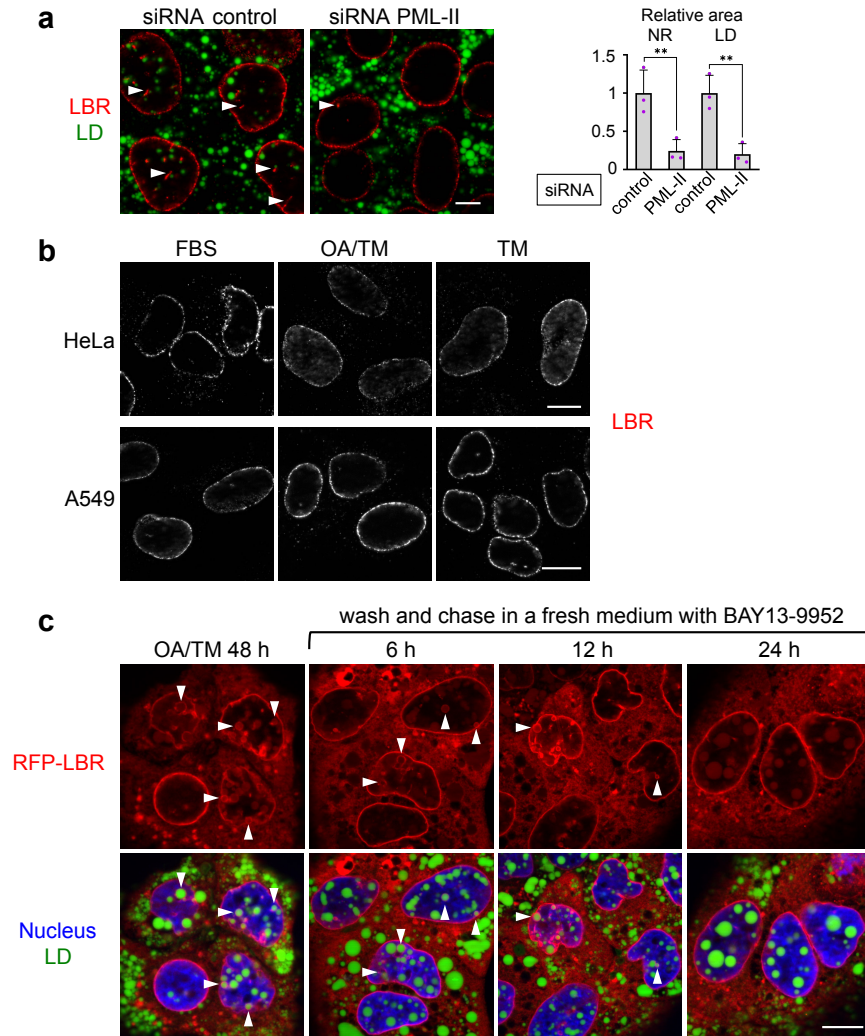 a
siRNA control
siRNA PML-II
LBR
LD
Relative area
NR
LD
**
**
1.5
1
0.5
0
siRNA
control
PML-II
control
PML-II
b
FBS
OA/TM
TM
HeLa
A549
LBR
c
wash and chase in a fresh medium with BAY13-9952
OA/TM 48 h
6 h
12 h
24 h
RFP-LBR
Nucleus
LD